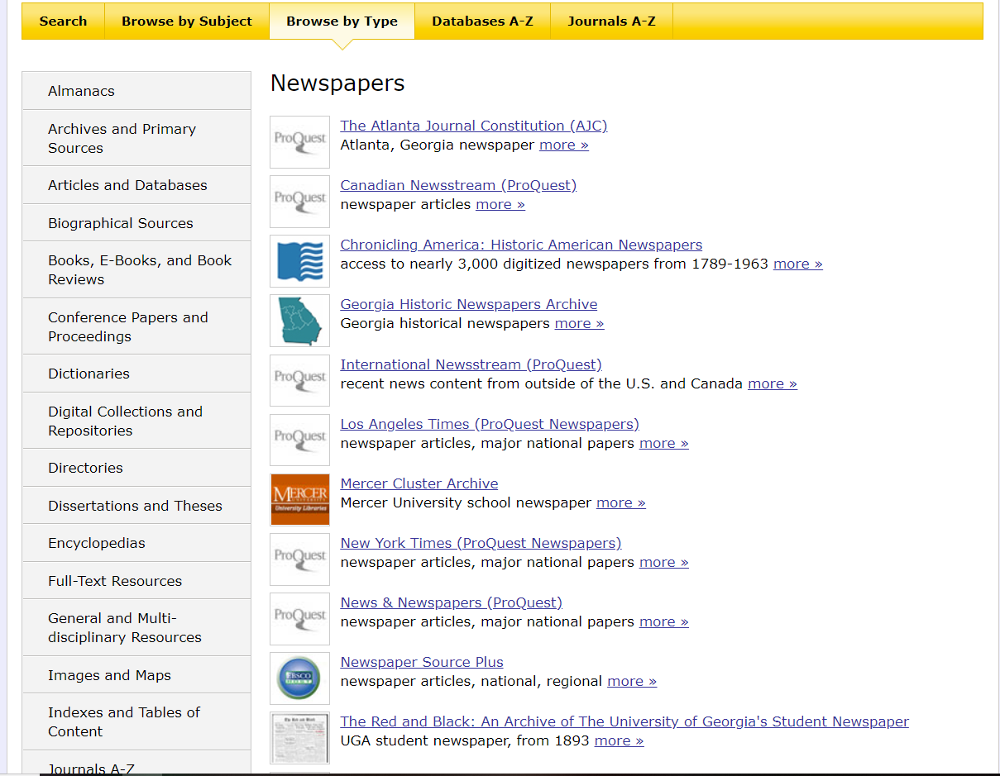 Search
Browse by Subject
Browse by Type
Databases A-Z
Journals A-Z
Almanacs
Archives and Primary
Sources
Articles and Databases
Biographical Sources
Books, E-Books, and Book
Reviews
Conference Papers and
Proceedings
Dictionaries
Digital Collections and
Repositories
Directories
Dissertations and Theses
Encyclopedias
Full-Text Resources
General and Multi-
disciplinary Resources
Images and Maps
Indexes and Tables of
Content
Journals A-Z
Newspapers
ProQuest
The Atlanta Journal Constitution (AJC)
Atlanta, Georgia newspaper more »
ProQuest
Canadian Newsstream (ProQuest)
newspaper articles more »
Chronicling America: Historic American Newspapers
access to nearly 3,000 digitized newspapers from 1789-1963 more »
Georgia Historic Newspapers Archive
Georgia historical newspapers more »
ProQuest
International Newsstream (ProQuest)
recent news content from outside of the U.S. and Canada more »
ProQuest
Los Angeles Times (ProQuest Newspapers)
newspaper articles, major national papers more »
MERCER
UNIVERSITY
University Libraries
Mercer Cluster Archive
Mercer University school newspaper more »
ProQuest
New York Times (ProQuest Newspapers)
newspaper articles, major national papers more »
ProQuest
News & Newspapers (ProQuest)
newspaper articles, major national papers more »
EBSCO
HOST
Newspaper Source Plus
newspaper articles, national, regional more »
The Red and Black
The Red and Black: An Archive of The University of Georgia's Student Newspaper
UGA student newspaper, from 1893 more »